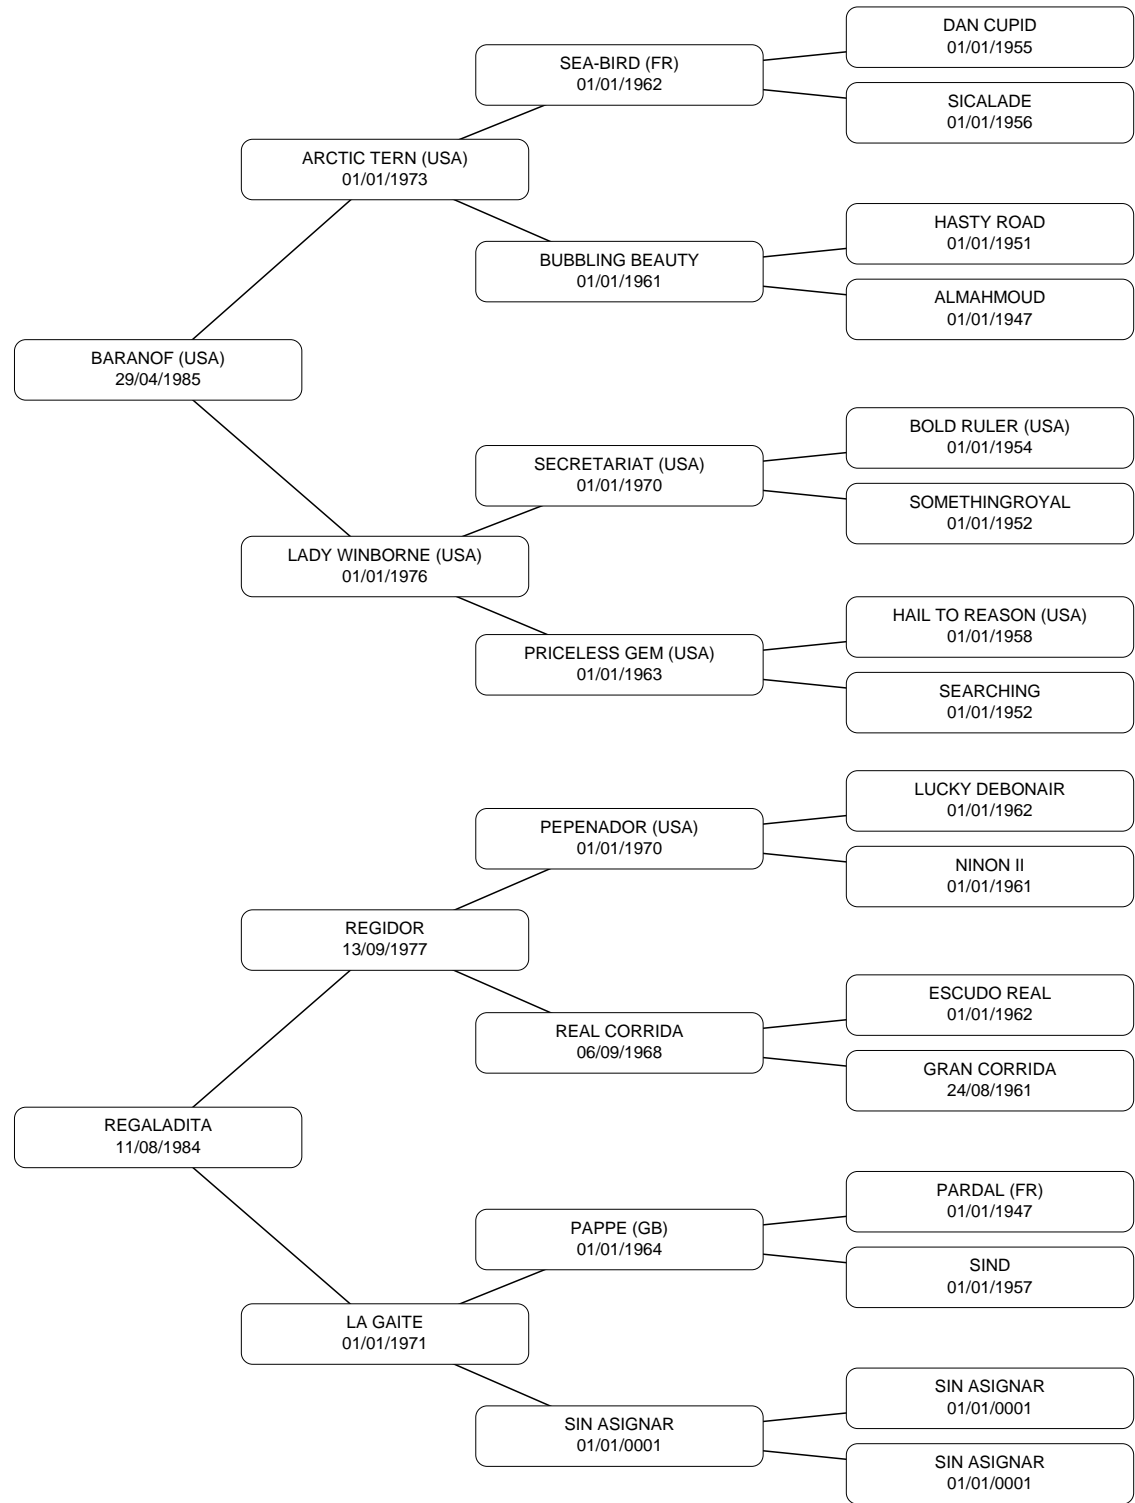 DAN CUPID
01/01/1955
SEA-BIRD (FR)
01/01/1962
SICALADE
01/01/1956
ARCTIC TERN (USA)
01/01/1973
HASTY ROAD
01/01/1951
BUBBLING BEAUTY
01/01/1961
ALMAHMOUD
01/01/1947
BARANOF (USA)
29/04/1985
BOLD RULER (USA)
01/01/1954
SECRETARIAT (USA)
01/01/1970
SOMETHINGROYAL
01/01/1952
LADY WINBORNE (USA)
01/01/1976
HAIL TO REASON (USA)
01/01/1958
PRICELESS GEM (USA)
01/01/1963
SEARCHING
01/01/1952
LUCKY DEBONAIR
01/01/1962
PEPENADOR (USA)
01/01/1970
NINON II
01/01/1961
REGIDOR
13/09/1977
ESCUDO REAL
01/01/1962
REAL CORRIDA
06/09/1968
GRAN CORRIDA
24/08/1961
REGALADITA
11/08/1984
PARDAL (FR)
01/01/1947
PAPPE (GB)
01/01/1964
SIND
01/01/1957
LA GAITE
01/01/1971
SIN ASIGNAR
01/01/0001
SIN ASIGNAR
01/01/0001
SIN ASIGNAR
01/01/0001